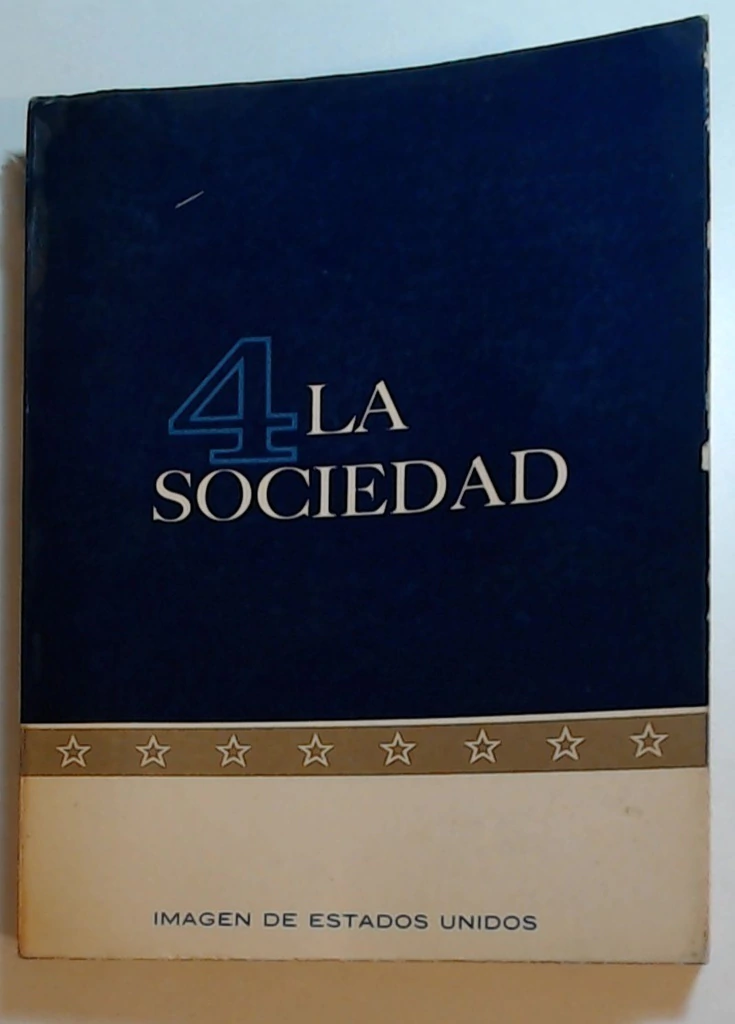 4 LA
SOCIEDAD
IMAGEN DE ESTADOS UNIDOS